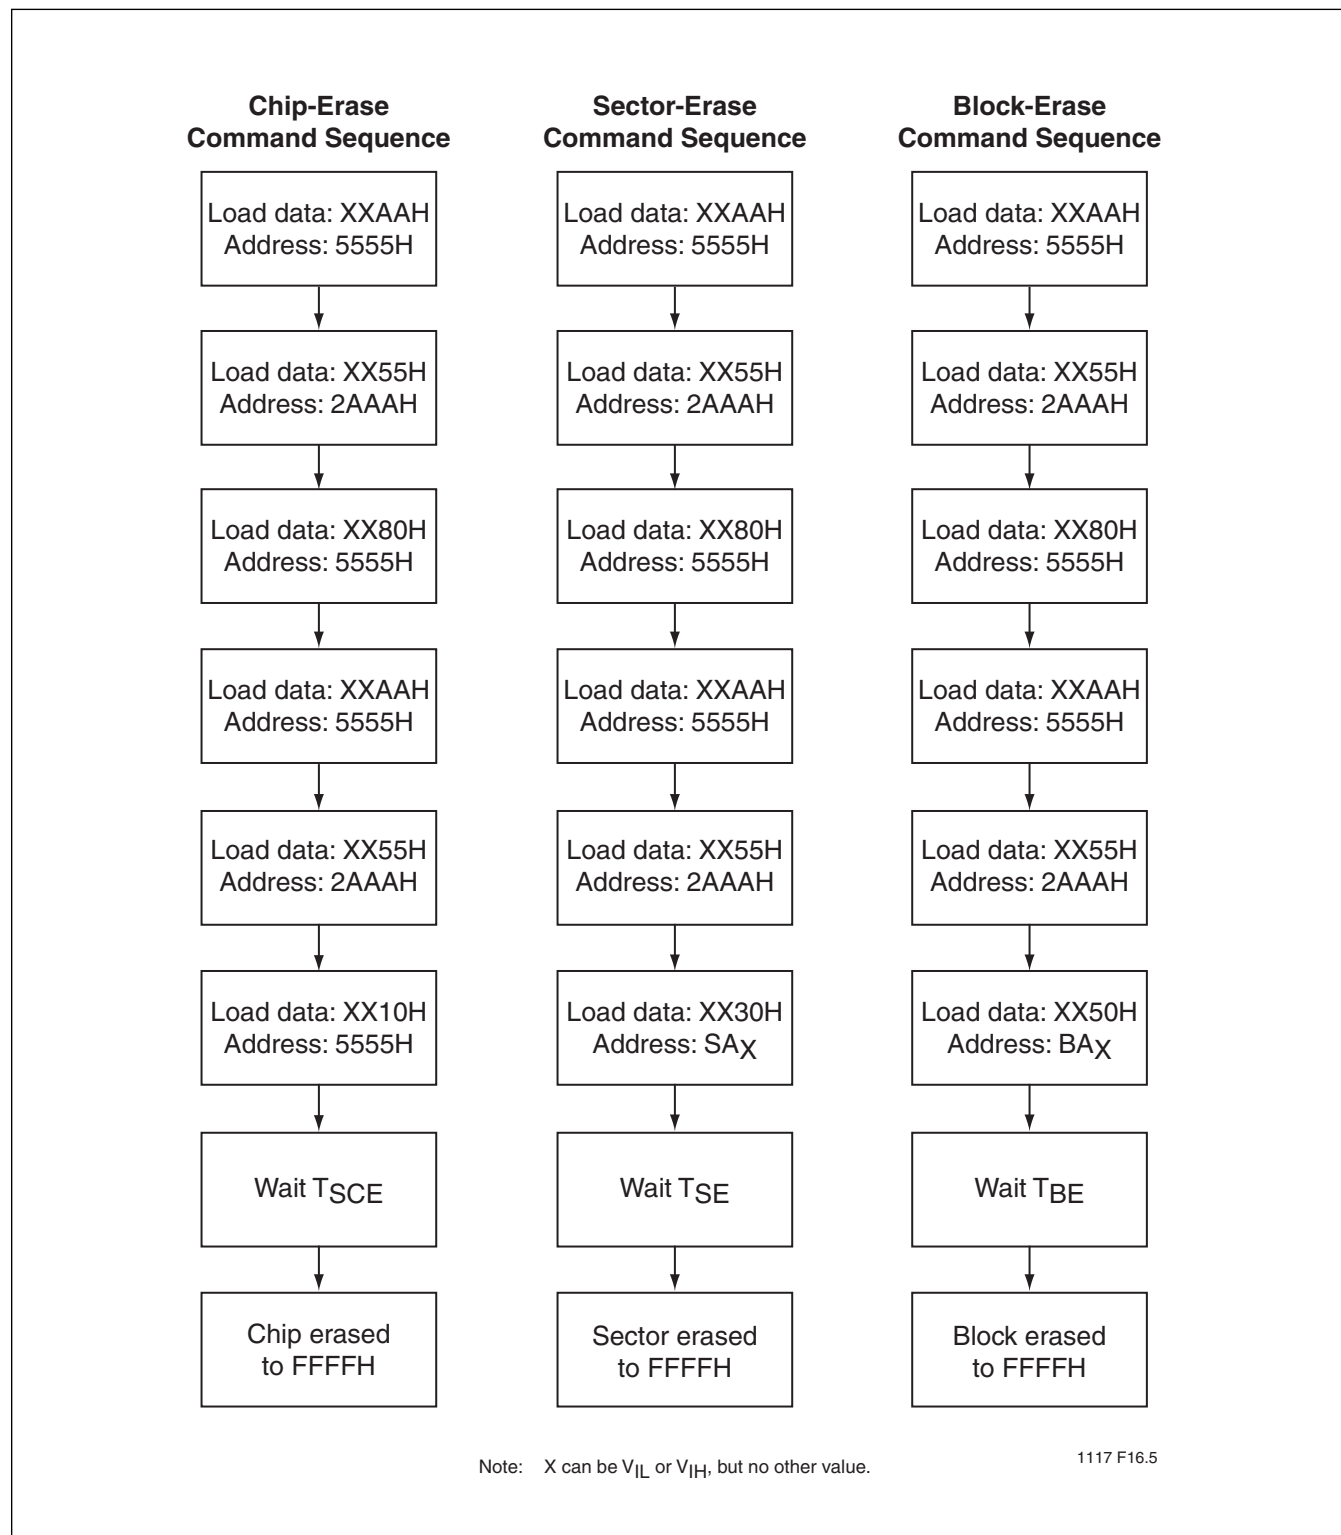 Chip-Erase
Command Sequence
Load data: XXAAH
Address: 5555H
Load data: XX55H
Address: 2AAAH
Load data: XX80H
Address: 5555H
Load data: XXAAH
Address: 5555H
Load data: XX55H
Address: 2AAAH
Load data: XX10H
Address: 5555H
Wait TSCE
Chip erased
to FFFFH
Sector-Erase
Command Sequence
Load data: XXAAH
Address: 5555H
Load data: XX55H
Address: 2AAAH
Load data: XX80H
Address: 5555H
Load data: XXAAH
Address: 5555H
Load data: XX55H
Address: 2AAAH
Load data: XX30H
Address: SAX
Wait TSE
Sector erased
to FFFFH
Block-Erase
Command Sequence
Load data: XXAAH
Address: 5555H
Load data: XX55H
Address: 2AAAH
Load data: XX80H
Address: 5555H
Load data: XXAAH
Address: 5555H
Load data: XX55H
Address: 2AAAH
Load data: XX50H
Address: BAX
Wait TBE
Block erased
to FFFFH
Note: X can be VIL or VIH, but no other value.
1117 F16.5